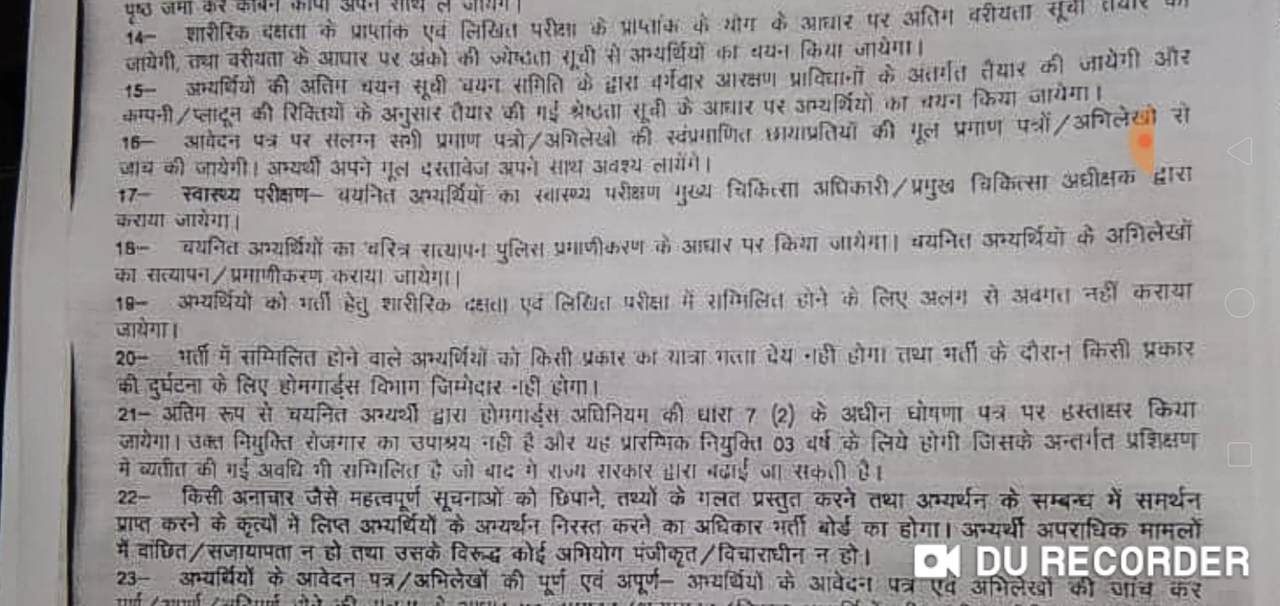 पृष्ठ जमा कर कार्बन कापी अपने साथ ले जायेंगे।
14– शारीरिक दक्षता के प्राप्तांक एवं लिखित परीक्षा के प्राप्तांक के योग के आधार पर अंतिम वरीयता सूची तैयार की
जायेगी, तथा वरीयता के आधार पर अंको की ज्येष्ठता सूची से अभ्यर्थियों का चयन किया जायेगा।
15– अभ्यर्थियों की अंतिम चयन सूची चयन समिति के द्वारा वर्गवार आरक्षण प्राविधानों के अंतर्गत तैयार की जायेगी और
कम्पनी/प्लाटून की रिक्तियों के अनुसार तैयार की गई श्रेष्ठता सूची के आधार पर अभ्यर्थियों का चयन किया जायेगा।
16– आवेदन पत्र पर संलग्न सभी प्रमाण पत्रो/अभिलेखो की स्वंप्रमाणित छायाप्रतियों की मूल प्रमाण पत्रों/अभिलेखो से
जांच की जायेगी। अभ्यर्थी अपने मूल दस्तावेज अपने साथ अवश्य लायेंगे।
17– स्वास्थ्य परीक्षण– चयनित अभ्यर्थियों का स्वास्थ्य परीक्षण मुख्य चिकित्सा अधिकारी/प्रमुख चिकित्सा अधीक्षक द्वारा
कराया जायेगा।
18– चयनित अभ्यर्थियों का चरित्र सत्यापन पुलिस प्रमाणीकरण के आधार पर किया जायेगा। चयनित अभ्यर्थियों के अभिलेखों
का सत्यापन/प्रमाणीकरण कराया जायेगा।
19– अभ्यर्थियों को भर्ती हेतु शारीरिक दक्षता एवं लिखित परीक्षा में सम्मिलित होने के लिए अलग से अवगत नहीं कराया
जायेगा।
20– भर्ती में सम्मिलित होने वाले अभ्यर्थियों को किसी प्रकार का यात्रा भत्ता देय नही होगा तथा भर्ती के दौरान किसी प्रकार
की दुर्घटना के लिए होमगार्ड्स विभाग जिम्मेदार नही होगा।
21– अंतिम रूप से चयनित अभ्यर्थी द्वारा होमगार्ड्स अधिनियम की धारा 7 (2) के अधीन घोषणा पत्र पर हस्ताक्षर किया
जायेगा। उक्त नियुक्ति रोजगार का उपाश्रय नही है और यह प्रारम्भिक नियुक्ति 03 वर्ष के लिये होगी जिसके अन्तर्गत प्रशिक्षण
में व्यतीत की गई अवधि भी सम्मिलित है जो बाद मे राज्य सरकार द्वारा बढाई जा सकती है।
22– किसी अनाचार जैसे महत्वपूर्ण सूचनाओं को छिपाने, तथ्यों के गलत प्रस्तुत करने तथा अभ्यर्थन के सम्बन्ध में समर्थन
प्राप्त करने के कृत्यों में लिप्त अभ्यर्थियों के अभ्यर्थन निरस्त करने का अधिकार भर्ती बोर्ड का होगा। अभ्यर्थी अपराधिक मामलों
में वांछित/सजायापता न हो तथा उसके विरूद्ध कोई अभियोग पंजीकृत/विचाराधीन न हो।
DU RECORDER
23– अभ्यर्थियों के आवेदन पत्र/अभिलेखों की पूर्ण एवं अपूर्ण– अभ्यर्थियों के आवेदन पत्र एवं अभिलेखों की जांच कर